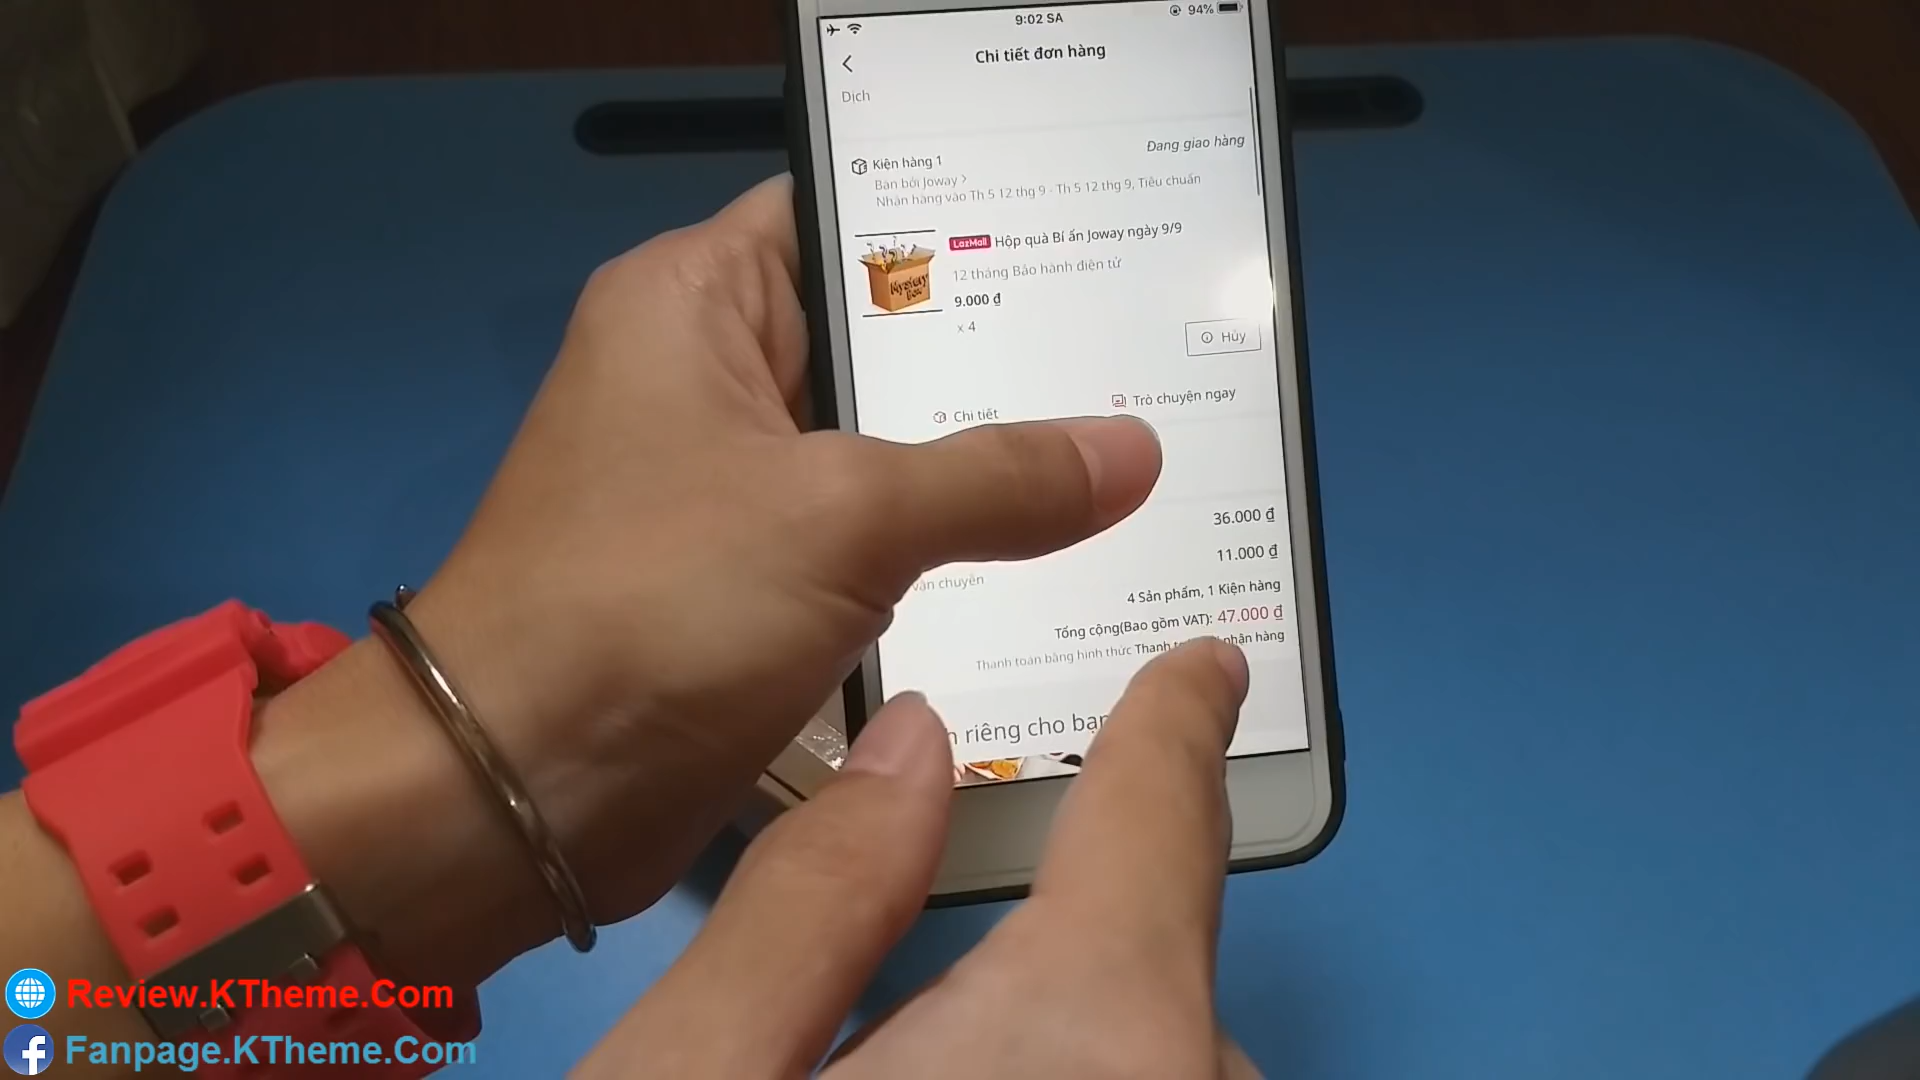 9:02 SA
94%
Chi tiết đơn hàng
Dịch
Kiện hàng 1
Đang giao hàng
Bán bởi Joway >
Nhận hàng vào Th 5 12 thg 9 - Th 5 12 thg 9, Tiêu chuẩn
LazMall Hộp quà Bí ẩn Joway ngày 9/9
12 tháng Bảo hành điện tử
Mystery
Box
9.000 ₫
x 4
Hủy
Chi tiết
Trò chuyện ngay
36.000 ₫
11.000 ₫
vận chuyển
4 Sản phẩm, 1 Kiện hàng
Tổng cộng(Bao gồm VAT): 47.000 ₫
Thanh toán bằng hình thức Thanh nhận hàng
riêng cho bạn
Review.KTheme.Com
Fanpage.KTheme.Com